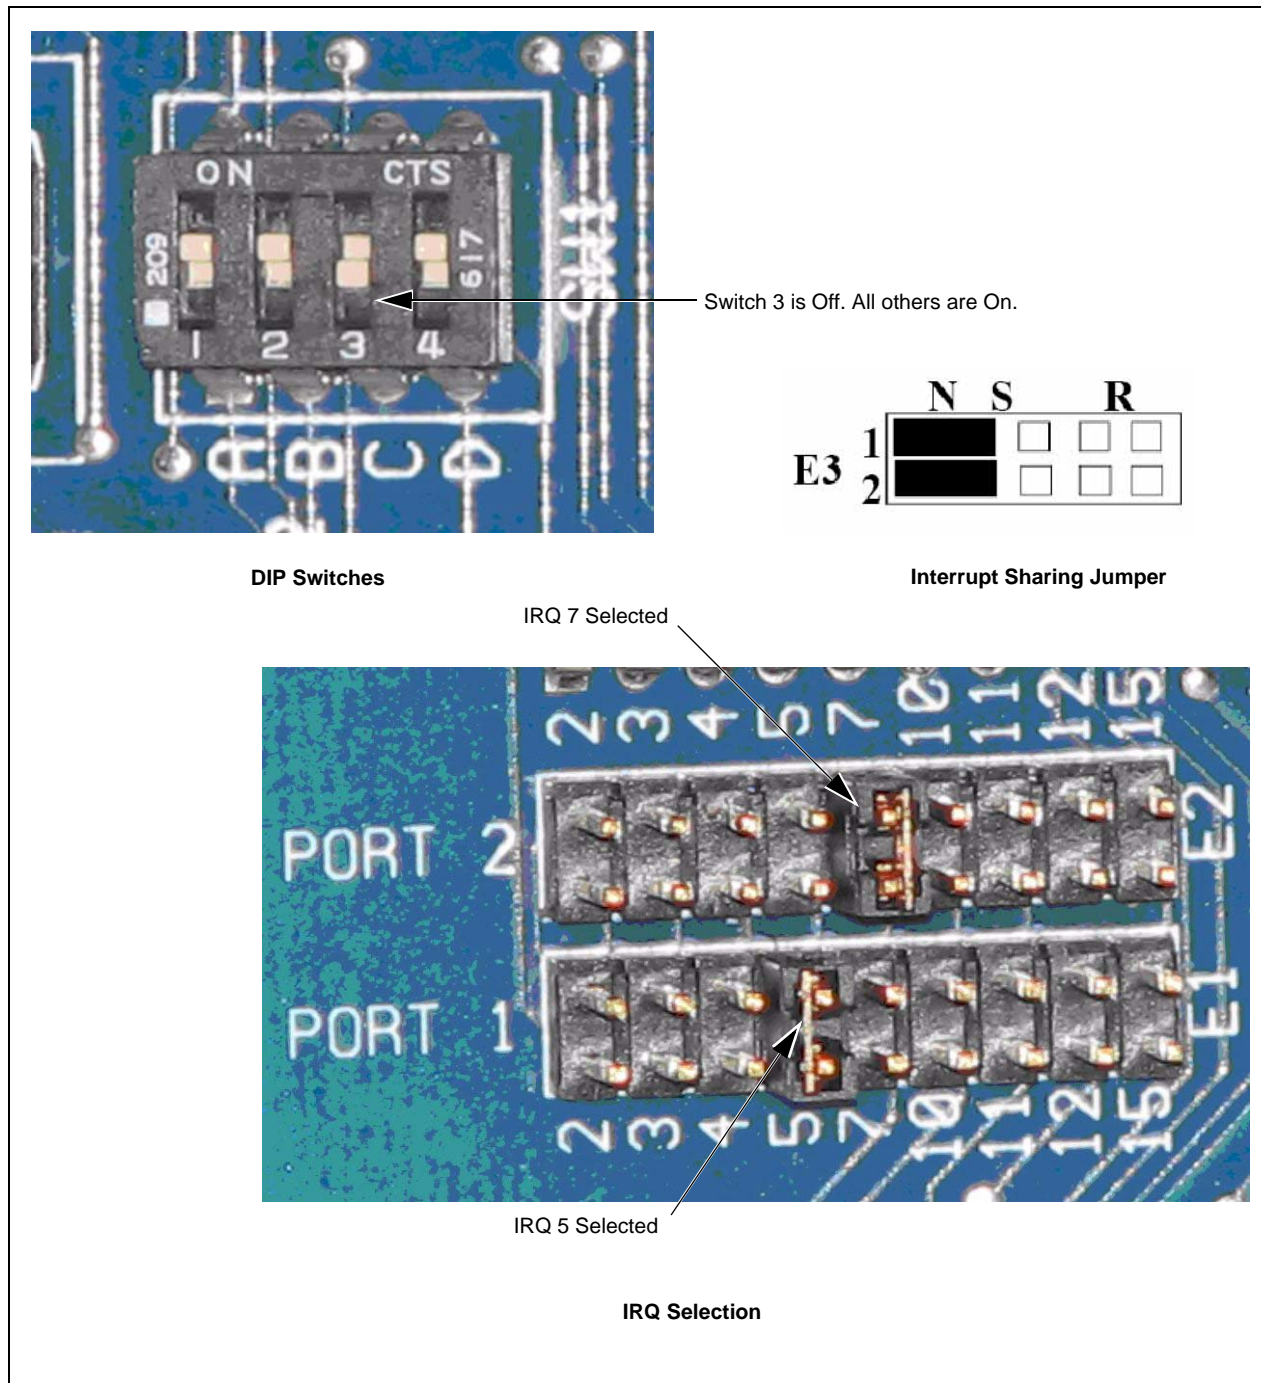 ON CTS
209
617
1 2 3 4
SW1
A B C D
Switch 3 is Off. All others are On.
N S R
1
E3
2
DIP Switches
Interrupt Sharing Jumper
IRQ 7 Selected
2 3 4 5 7 10 11 12 15
PORT 2
E2
PORT 1
E1
2 3 4 5 7 10 11 12 15
IRQ 5 Selected
IRQ Selection